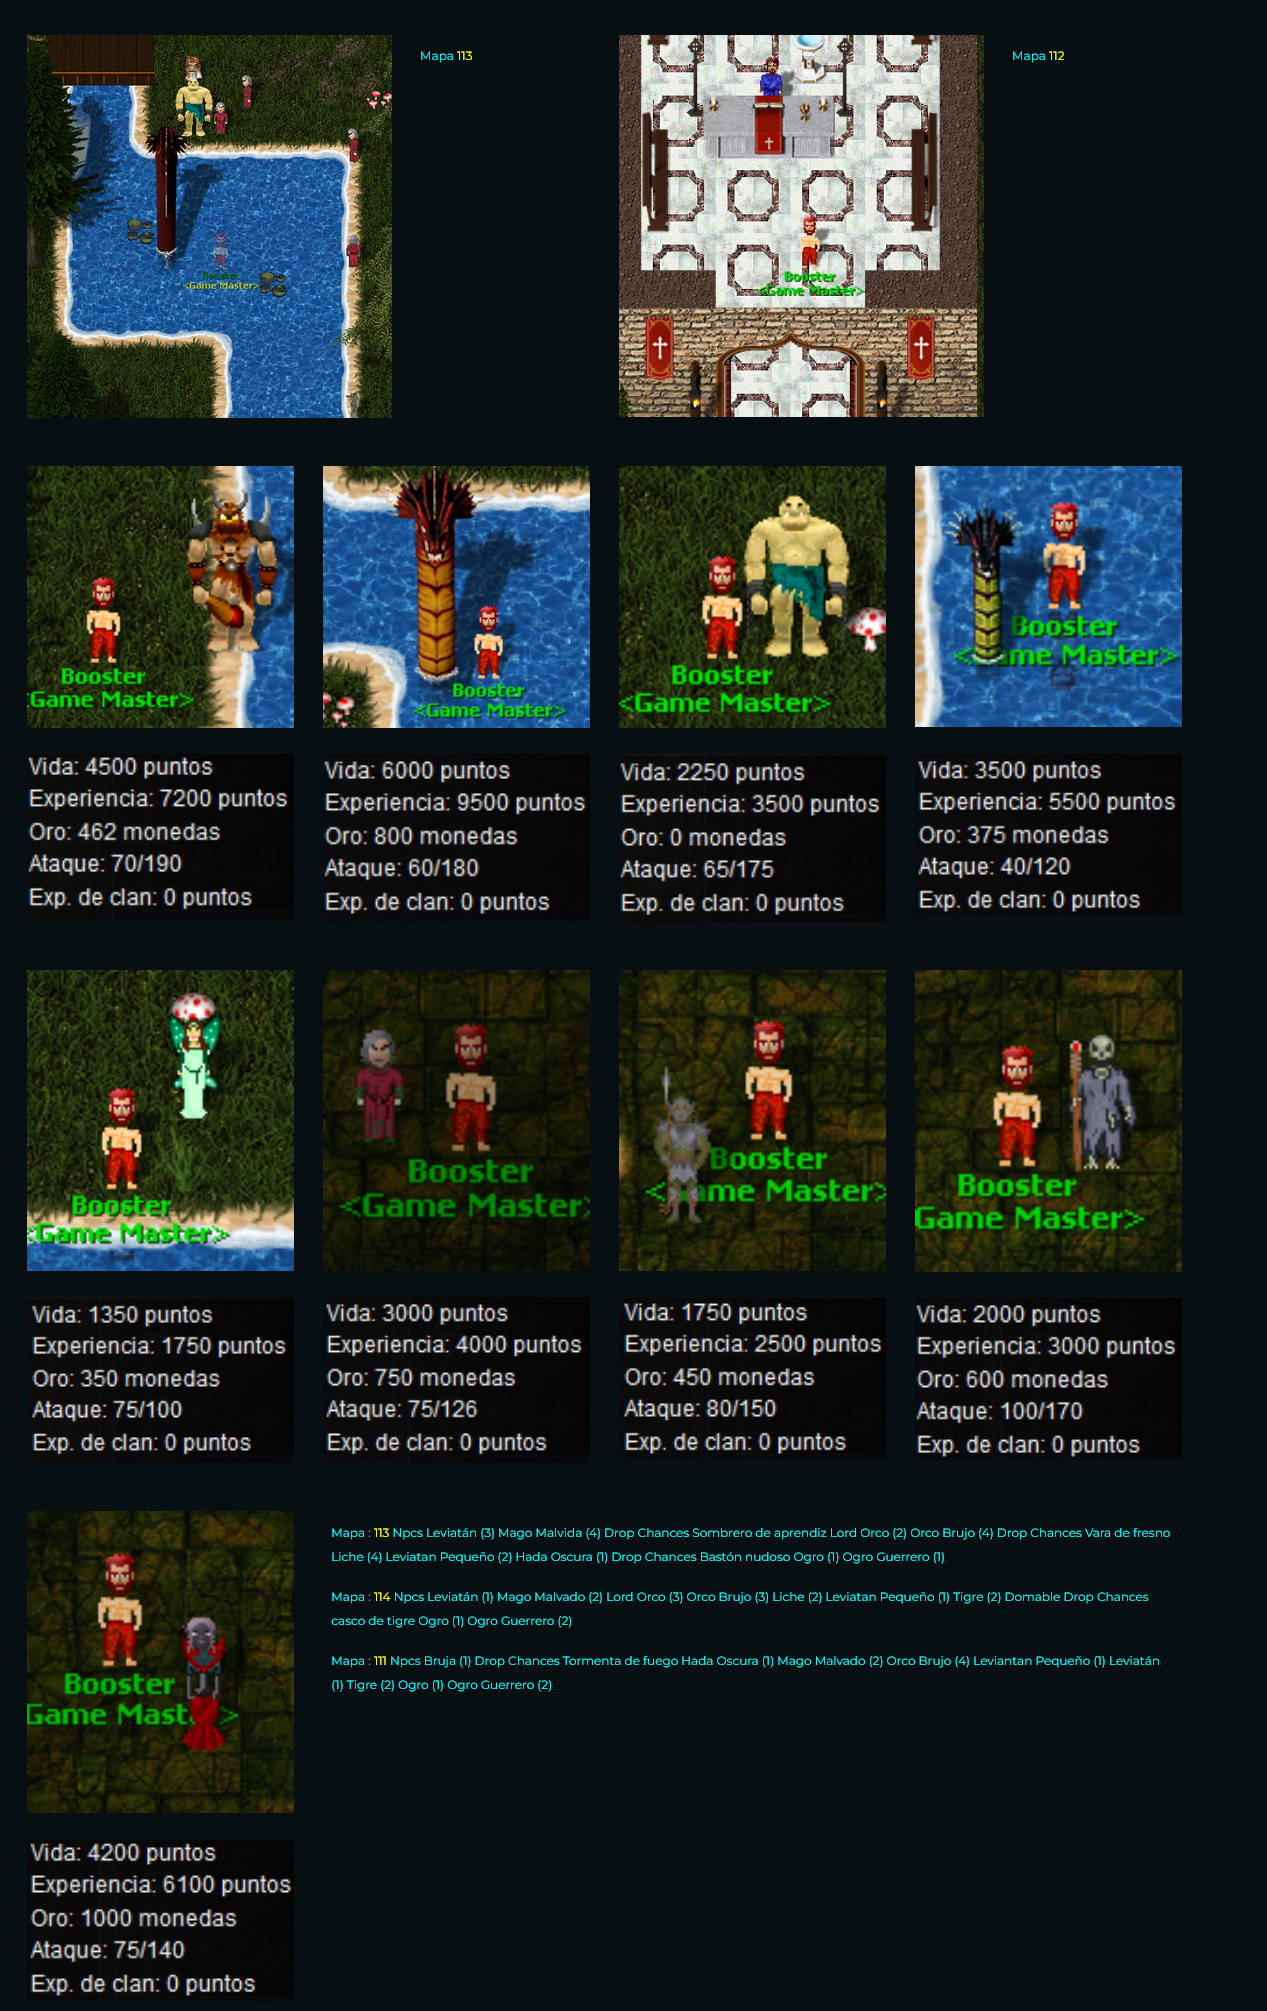 Mapa 113
Mapa 112
Booster
<Game Master>
Booster
<Game Master>
Booster
Game Master>
Booster
<Game Master>
Booster
<Game Master>
Booster
<   me Master>
Vida: 4500 puntos
Experiencia: 7200 puntos
Oro: 462 monedas
Ataque: 70/190
Exp. de clan: 0 puntos
Vida: 6000 puntos
Experiencia: 9500 puntos
Oro: 800 monedas
Ataque: 60/180
Exp. de clan: 0 puntos
Vida: 2250 puntos
Experiencia: 3500 puntos
Oro: 0 monedas
Ataque: 65/175
Exp. de clan: 0 puntos
Vida: 3500 puntos
Experiencia: 5500 puntos
Oro: 375 monedas
Ataque: 40/120
Exp. de clan: 0 puntos
Booster
<Game Master>
Booster
<Game Master>
Booster
<   me Master>
Booster
Game Master>
Vida: 1350 puntos
Experiencia: 1750 puntos
Oro: 350 monedas
Ataque: 75/100
Exp. de clan: 0 puntos
Vida: 3000 puntos
Experiencia: 4000 puntos
Oro: 750 monedas
Ataque: 75/126
Exp. de clan: 0 puntos
Vida: 1750 puntos
Experiencia: 2500 puntos
Oro: 450 monedas
Ataque: 80/150
Exp. de clan: 0 puntos
Vida: 2000 puntos
Experiencia: 3000 puntos
Oro: 600 monedas
Ataque: 100/170
Exp. de clan: 0 puntos
Booster
Game Mast   >
Mapa : 113 Npcs Leviatán (3) Mago Malvida (4) Drop Chances Sombrero de aprendiz Lord Orco (2) Orco Brujo (4) Drop Chances Vara de fresno
Liche (4) Leviatan Pequeño (2) Hada Oscura (1) Drop Chances Bastón nudoso Ogro (1) Ogro Guerrero (1)
Mapa : 114 Npcs Leviatán (1) Mago Malvado (2) Lord Orco (3) Orco Brujo (3) Liche (2) Leviatan Pequeño (1) Tigre (2) Domable Drop Chances
casco de tigre Ogro (1) Ogro Guerrero (2)
Mapa : 111 Npcs Bruja (1) Drop Chances Tormenta de fuego Hada Oscura (1) Mago Malvado (2) Orco Brujo (4) Leviantan Pequeño (1) Leviatán
(1) Tigre (2) Ogro (1) Ogro Guerrero (2)
Vida: 4200 puntos
Experiencia: 6100 puntos
Oro: 1000 monedas
Ataque: 75/140
Exp. de clan: 0 puntos